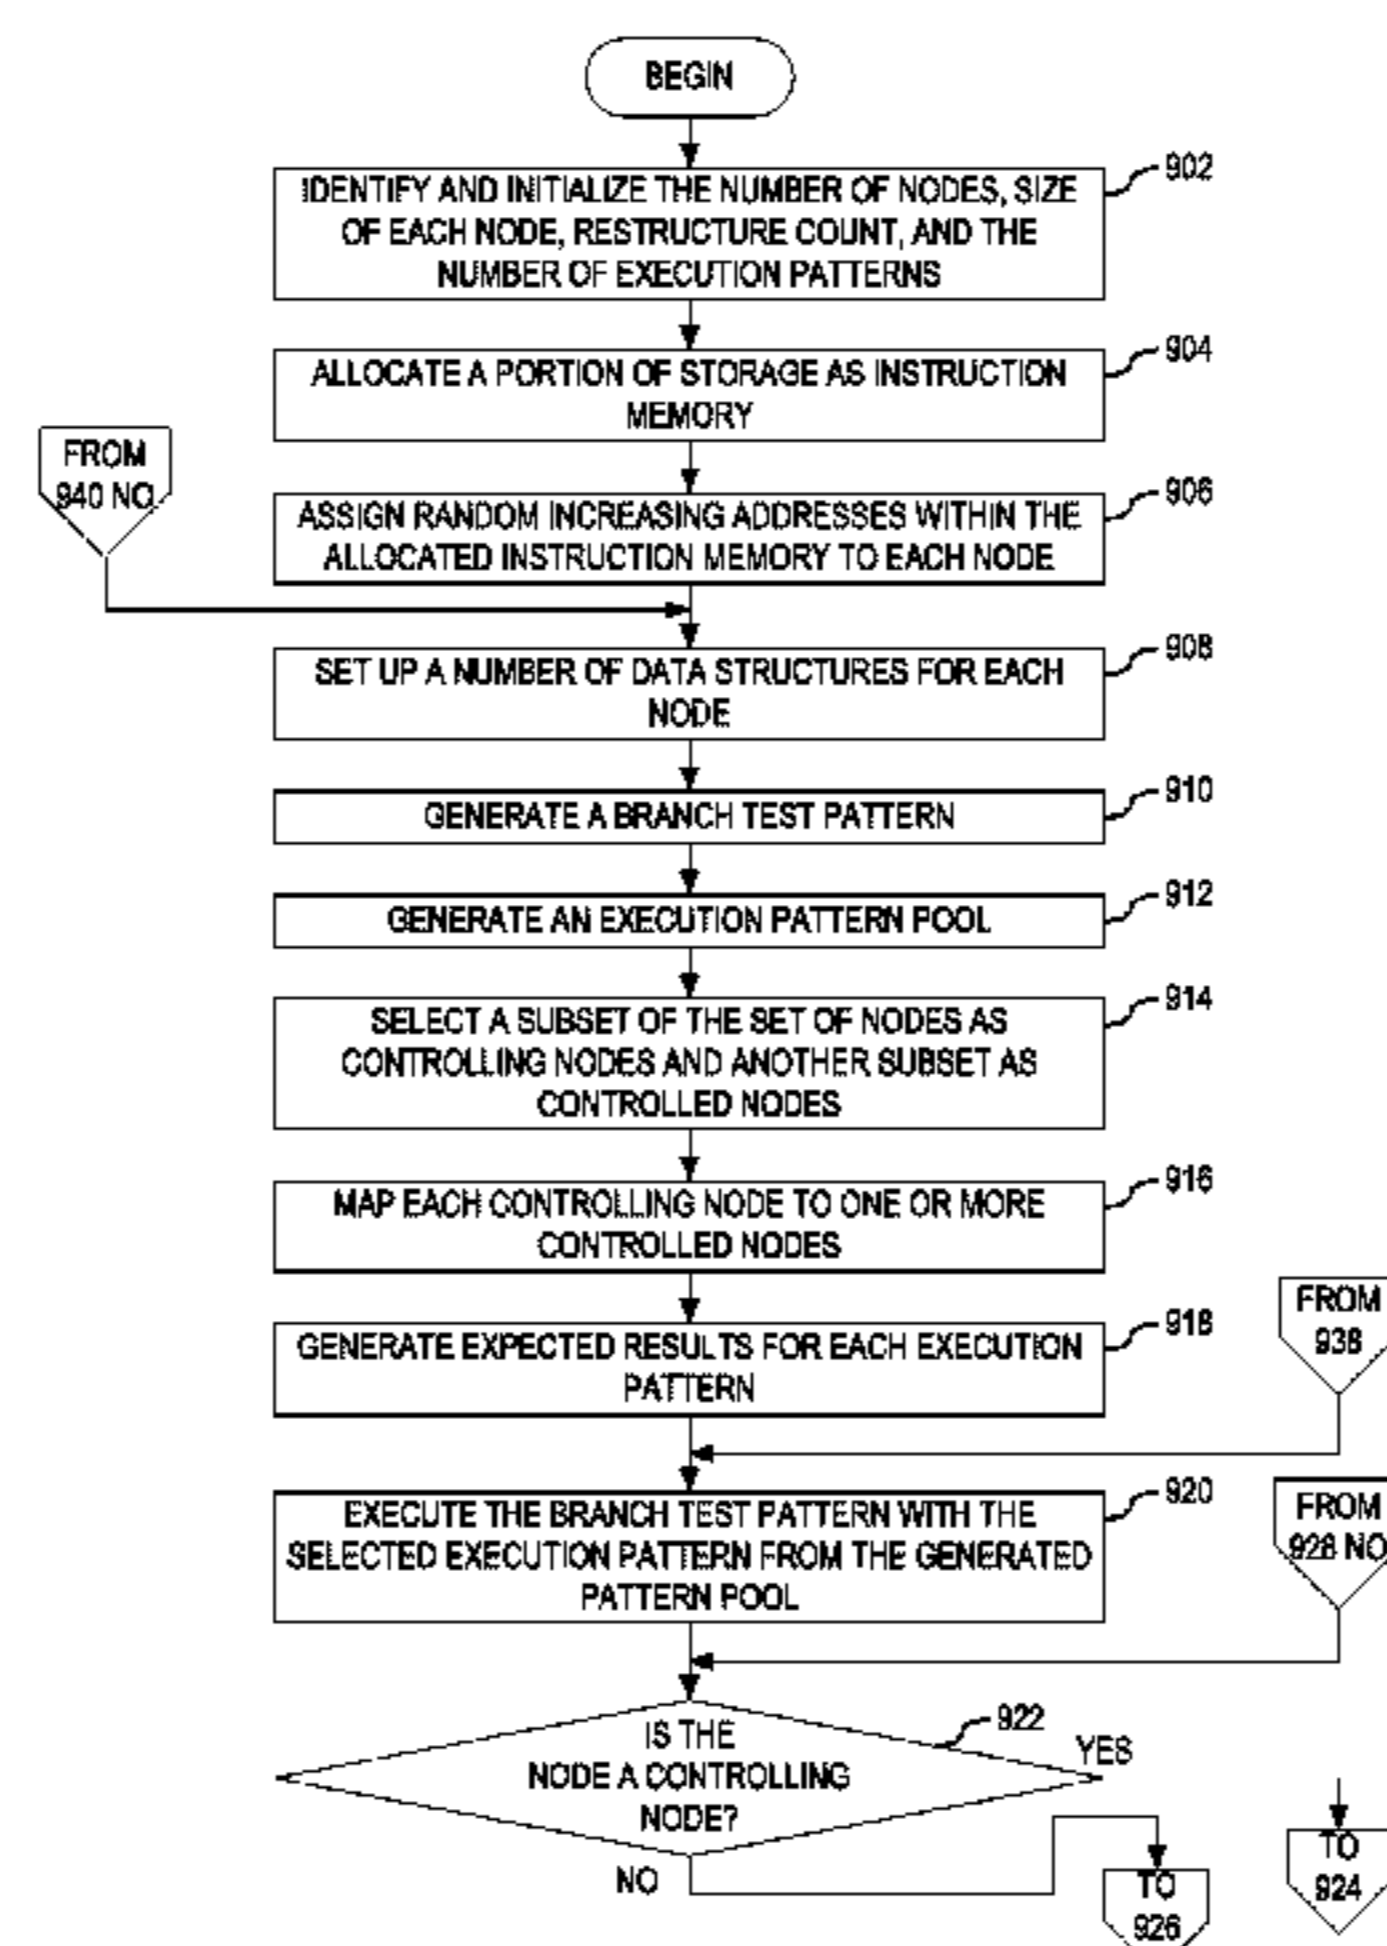 BEGIN
902
IDENTIFY AND INITIALIZE THE NUMBER OF NODES, SIZE
OF EACH NODE, RESTRUCTURE COUNT, AND THE
NUMBER OF EXECUTION PATTERNS
904
ALLOCATE A PORTION OF STORAGE AS INSTRUCTION
MEMORY
FROM
940 NO
906
ASSIGN RANDOM INCREASING ADDRESSES WITHIN THE
ALLOCATED INSTRUCTION MEMORY TO EACH NODE
908
SET UP A NUMBER OF DATA STRUCTURES FOR EACH
NODE
910
GENERATE A BRANCH TEST PATTERN
912
GENERATE AN EXECUTION PATTERN POOL
914
SELECT A SUBSET OF THE SET OF NODES AS
CONTROLLING NODES AND ANOTHER SUBSET AS
CONTROLLED NODES
916
MAP EACH CONTROLLING NODE TO ONE OR MORE
CONTROLLED NODES
918
GENERATE EXPECTED RESULTS FOR EACH EXECUTION
PATTERN
FROM
938
920
EXECUTE THE BRANCH TEST PATTERN WITH THE
SELECTED EXECUTION PATTERN FROM THE GENERATED
PATTERN POOL
FROM
928 NO
922
IS THE
NODE A CONTROLLING
NODE?
YES
NO
TO
926
TO
924